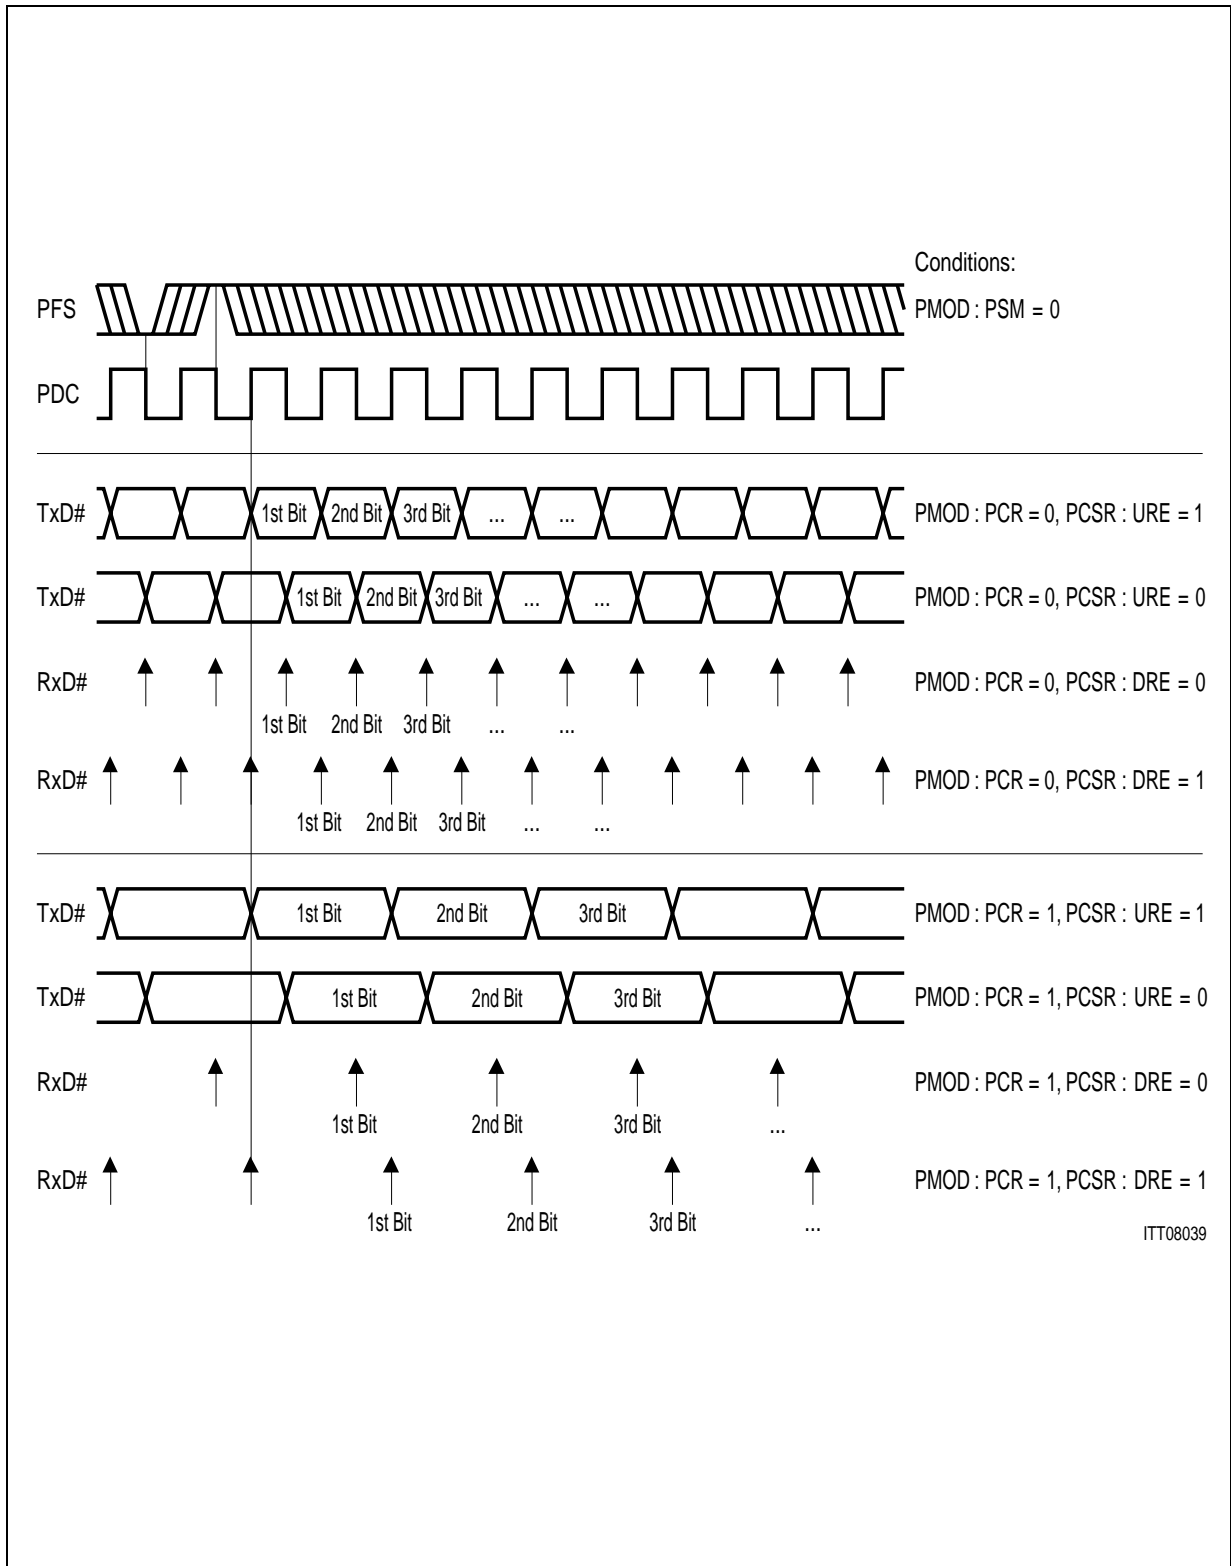 Conditions:
PFS PMOD : PSM = 0
PDC
TxD# 1st Bit 2nd Bit 3rd Bit ... ... PMOD : PCR = 0, PCSR : URE = 1
TxD# 1st Bit 2nd Bit 3rd Bit ... ... PMOD : PCR = 0, PCSR : URE = 0
RxD# PMOD : PCR = 0, PCSR : DRE = 0
1st Bit 2nd Bit 3rd Bit ... ...
RxD# PMOD : PCR = 0, PCSR : DRE = 1
1st Bit 2nd Bit 3rd Bit ... ...
TxD# 1st Bit 2nd Bit 3rd Bit PMOD : PCR = 1, PCSR : URE = 1
TxD# 1st Bit 2nd Bit 3rd Bit PMOD : PCR = 1, PCSR : URE = 0
RxD# PMOD : PCR = 1, PCSR : DRE = 0
1st Bit 2nd Bit 3rd Bit ...
RxD# PMOD : PCR = 1, PCSR : DRE = 1
1st Bit 2nd Bit 3rd Bit ...
ITT08039